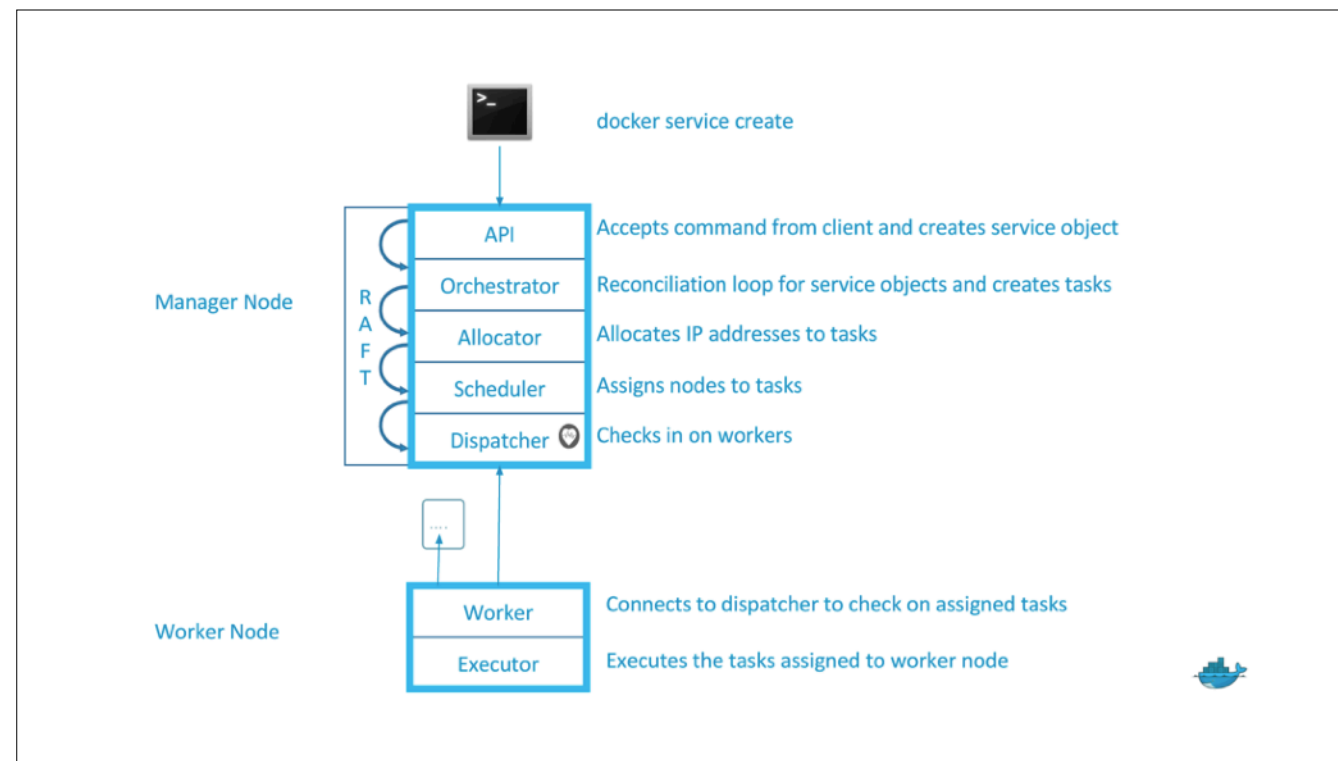 >_
docker service create
API
Accepts command from client and creates service object
Manager Node
RAFT
Orchestrator
Reconciliation loop for service objects and creates tasks
Allocator
Allocates IP addresses to tasks
Scheduler
Assigns nodes to tasks
Dispatcher
Checks in on workers
....
Worker Node
Worker
Connects to dispatcher to check on assigned tasks
Executor
Executes the tasks assigned to worker node